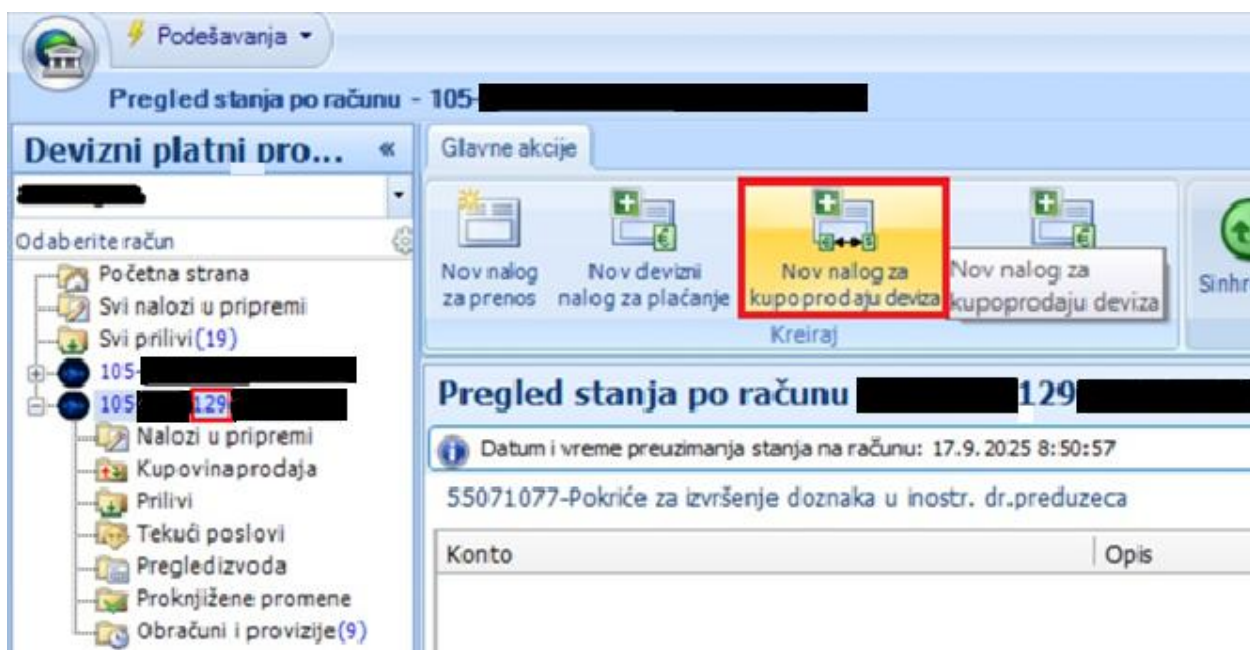 Podešavanja
Pregled stanja po računu - 105-
Devizni platni pro... «
Odaberite račun
Početna strana
Svi nalozi u pripremi
Svi prilivi(19)
105-
105 129
Nalozi u pripremi
Kupovinaprodaja
Prilivi
Tekući poslovi
Pregledizvoda
Proknjižene promene
Obračuni i provizije(9)
Glavne akcije
Nov nalog
za prenos
Nov devizni
nalog za plaćanje
Nov nalog za
kupoprodaju deviza
Nov nalog za
kupoprodaju deviza
Kreiraj
Sinhr
Pregled stanja po računu 129
Datum i vreme preuzimanja stanja na računu: 17.9.2025 8:50:57
55071077-Pokriće za izvršenje doznaka u inostr. dr.preduzeca
Konto Opis